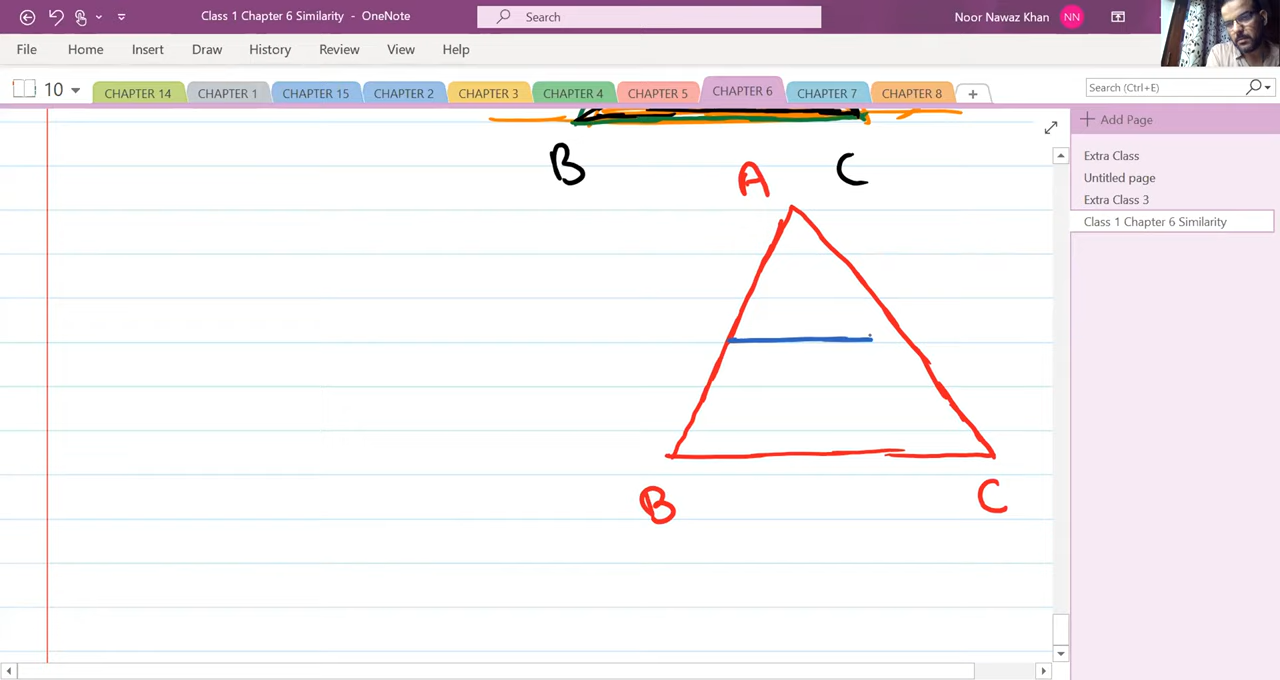 Class 1 Chapter 6 Similarity - OneNote
Search
Noor Nawaz Khan NN
File Home Insert Draw History Review View Help
10 CHAPTER 14 CHAPTER 1 CHAPTER 15 CHAPTER 2 CHAPTER 3 CHAPTER 4 CHAPTER 5 CHAPTER 6 CHAPTER 7 CHAPTER 8 +
Search (Ctrl+E)
+ Add Page
Extra Class
Untitled page
Extra Class 3
Class 1 Chapter 6 Similarity
B C
A
B C